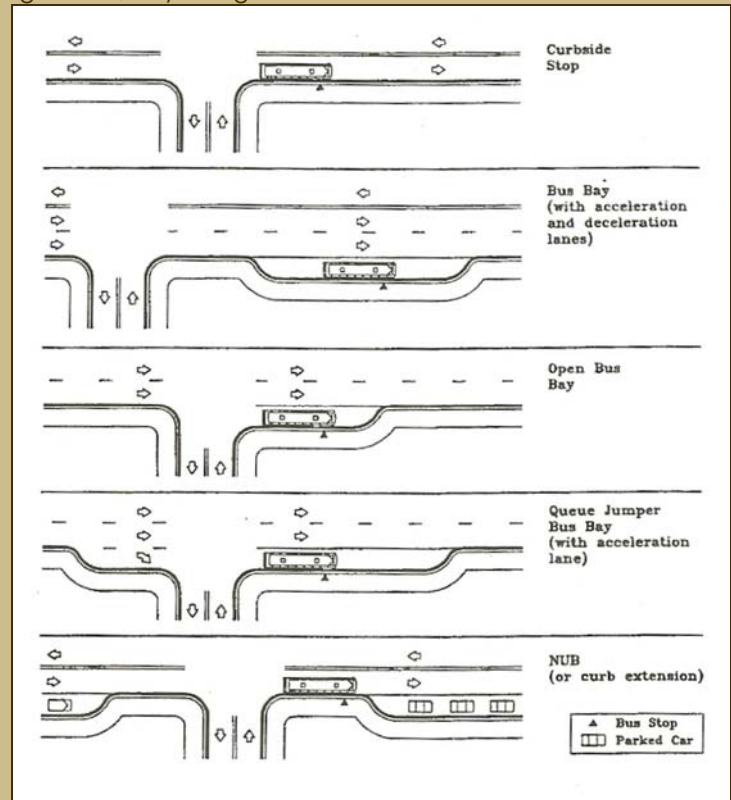 Curbside
Stop
Bus Bay
(with acceleration
and deceleration
lanes)
Open Bus
Bay
Queue Jumper
Bus Bay
(with acceleration
lane)
NUB
(or curb extension)
Bus Stop
Parked Car